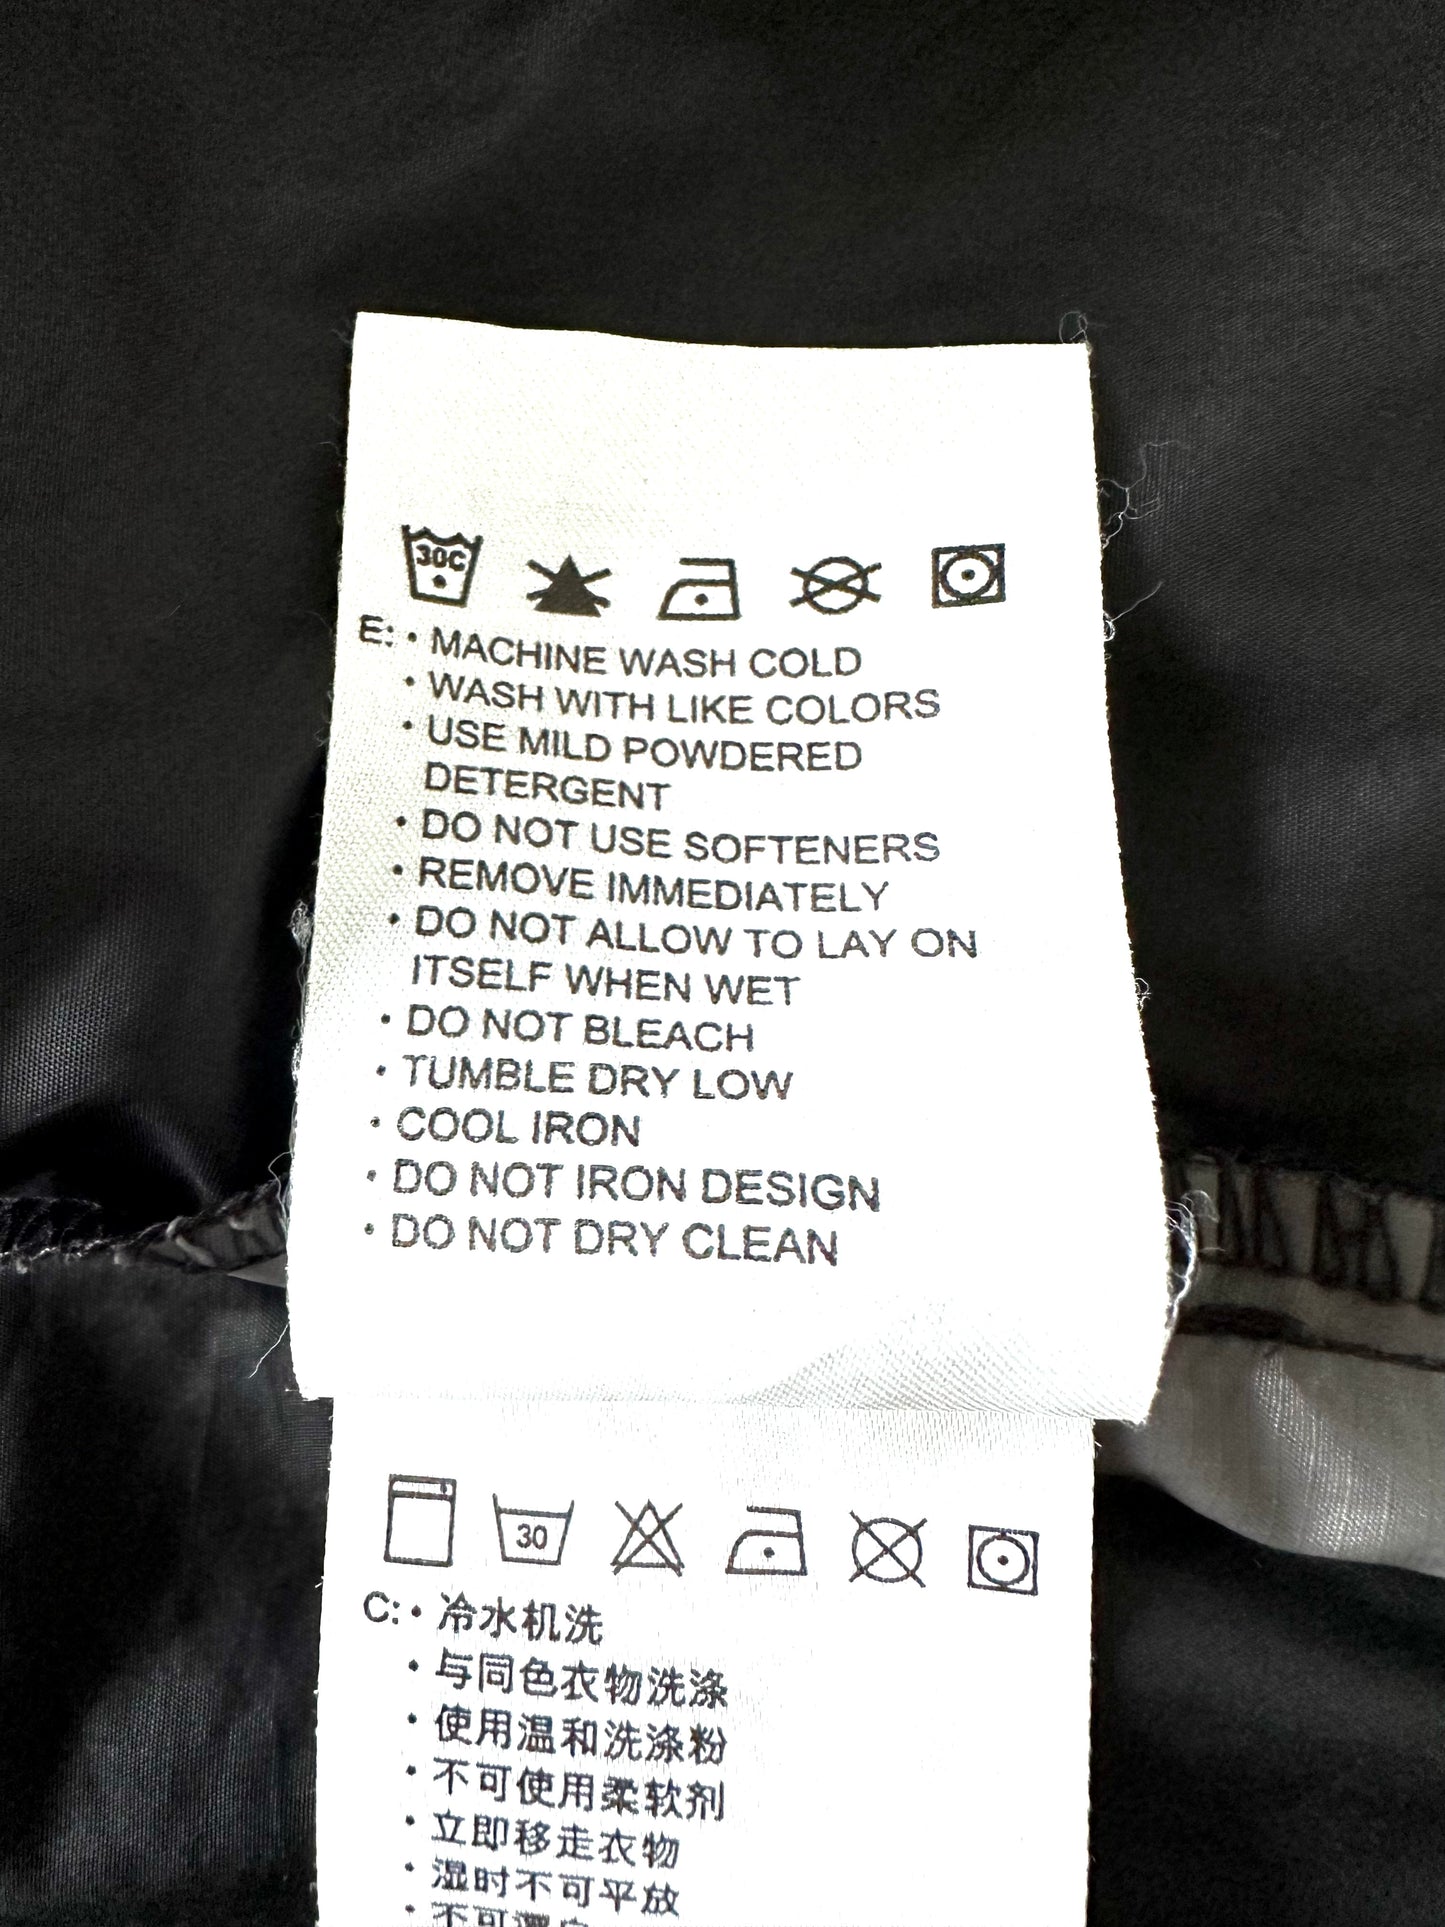 30C
E: • MACHINE WASH COLD
• WASH WITH LIKE COLORS
• USE MILD POWDERED
DETERGENT
• DO NOT USE SOFTENERS
• REMOVE IMMEDIATELY
• DO NOT ALLOW TO LAY ON
ITSELF WHEN WET
• DO NOT BLEACH
• TUMBLE DRY LOW
• COOL IRON
• DO NOT IRON DESIGN
• DO NOT DRY CLEAN
30
C: • 冷水机洗
• 与同色衣物洗涤
• 使用温和洗涤粉
• 不可使用柔软剂
• 立即移走衣物
• 湿时不可平放
• 不可